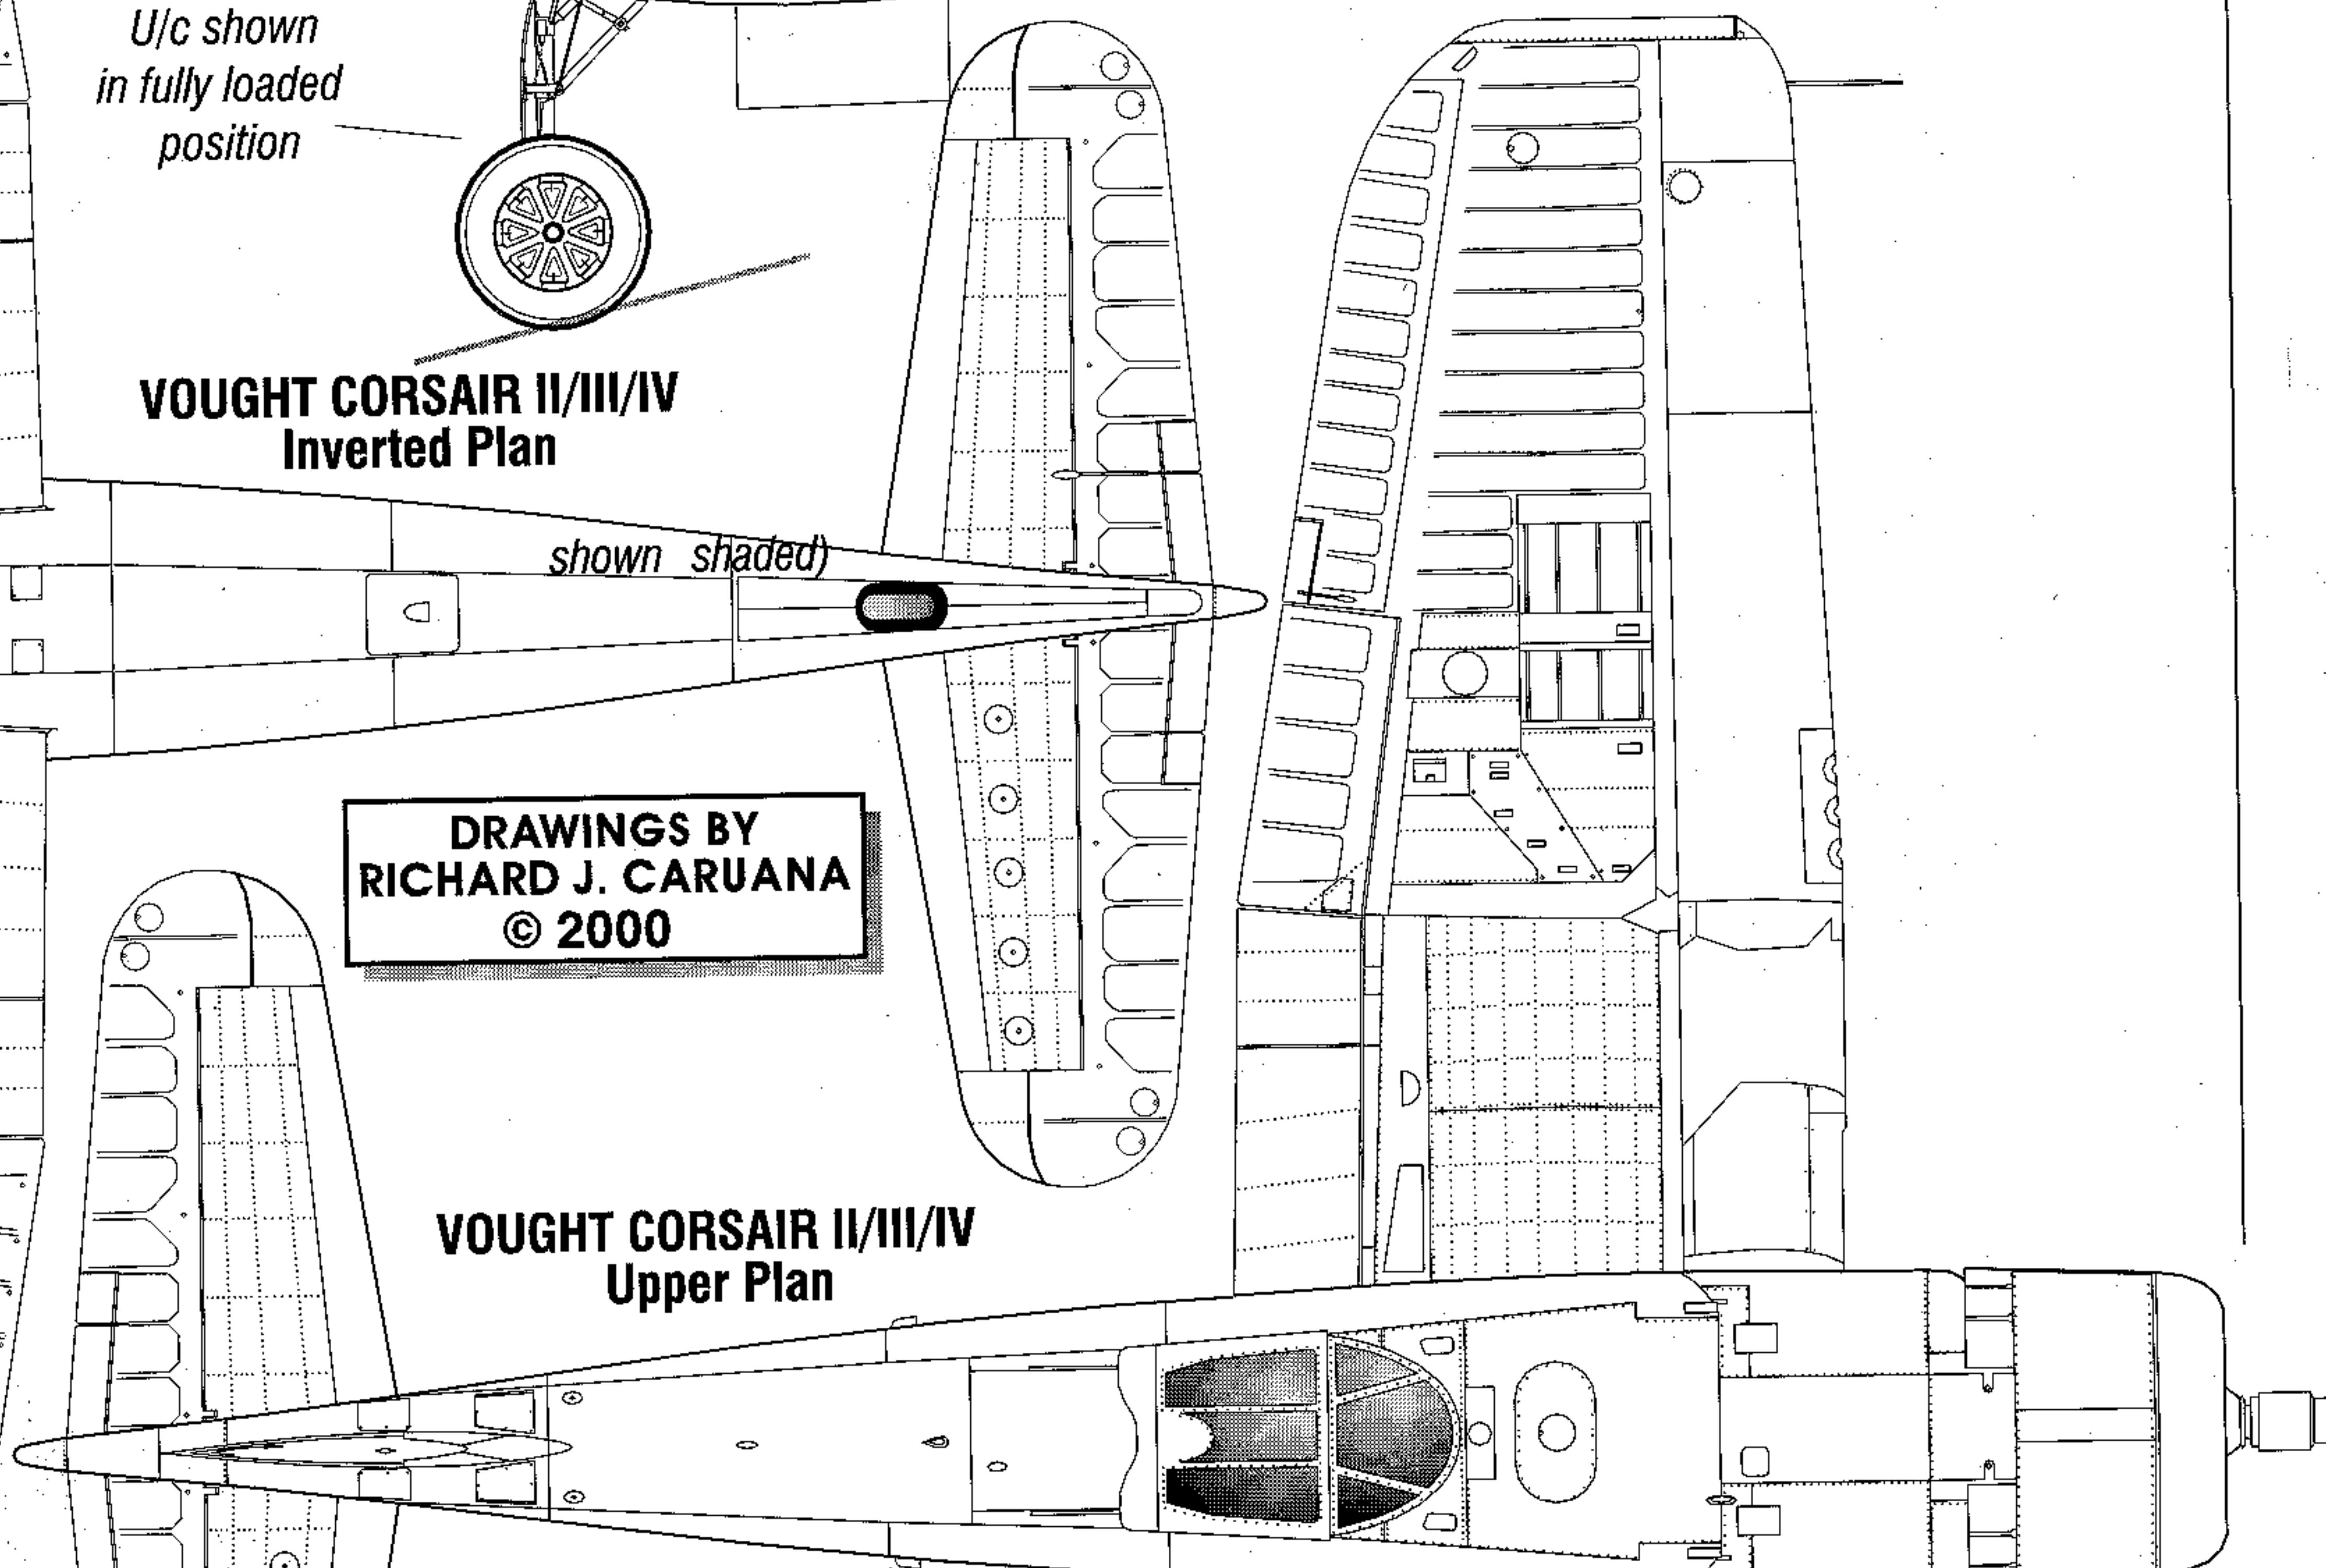 U/c shown
in fully loaded
position
VOUGHT CORSAIR II/III/IV
Inverted Plan
shown shaded)
DRAWINGS BY
RICHARD J. CARUANA
© 2000
VOUGHT CORSAIR II/III/IV
Upper Plan